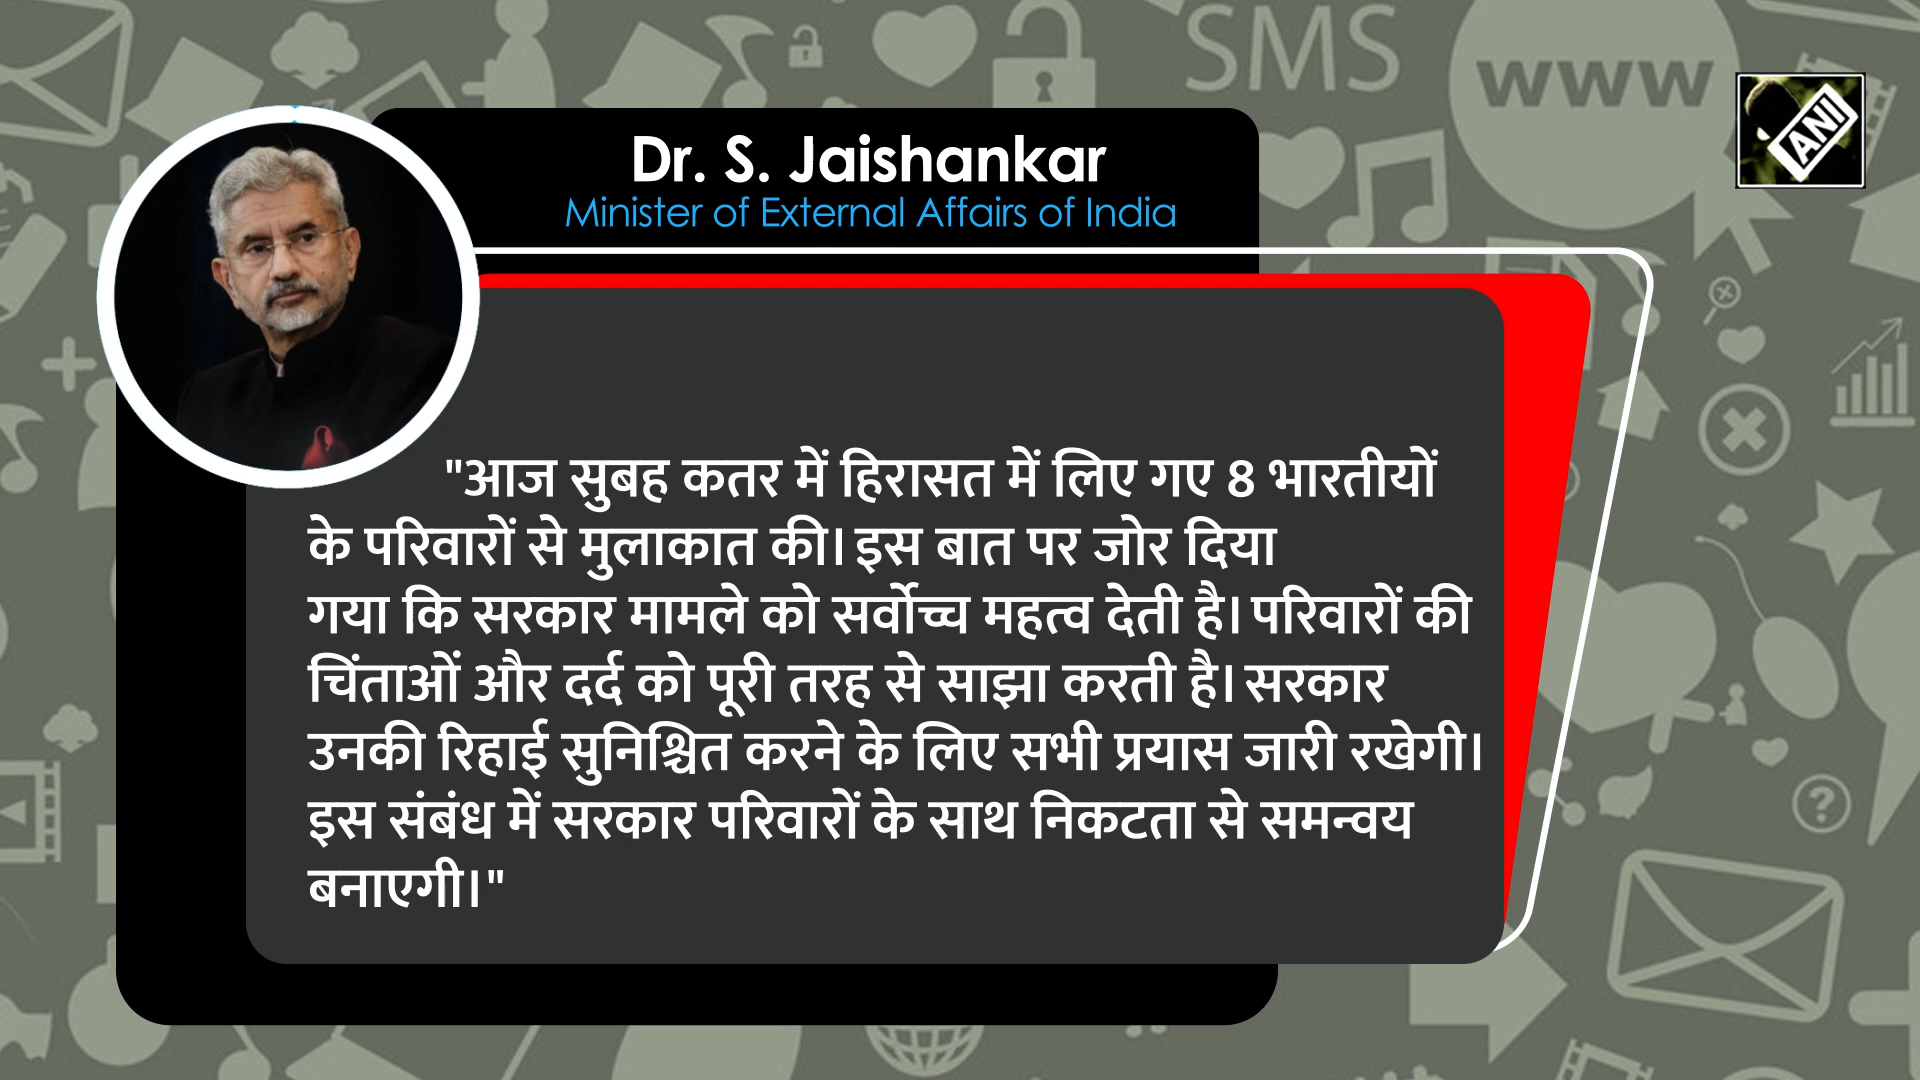 SMS
www
ANI
Dr. S. Jaishankar
Minister of External Affairs of India
"आज सुबह कतर में हिरासत में लिए गए 8 भारतीयों
के परिवारों से मुलाकात की। इस बात पर जोर दिया
गया कि सरकार मामले को सर्वोच्च महत्व देती है। परिवारों की
चिंताओं और दर्द को पूरी तरह से साझा करती है। सरकार
उनकी रिहाई सुनिश्चित करने के लिए सभी प्रयास जारी रखेगी।
इस संबंध में सरकार परिवारों के साथ निकटता से समन्वय
बनाएगी।"